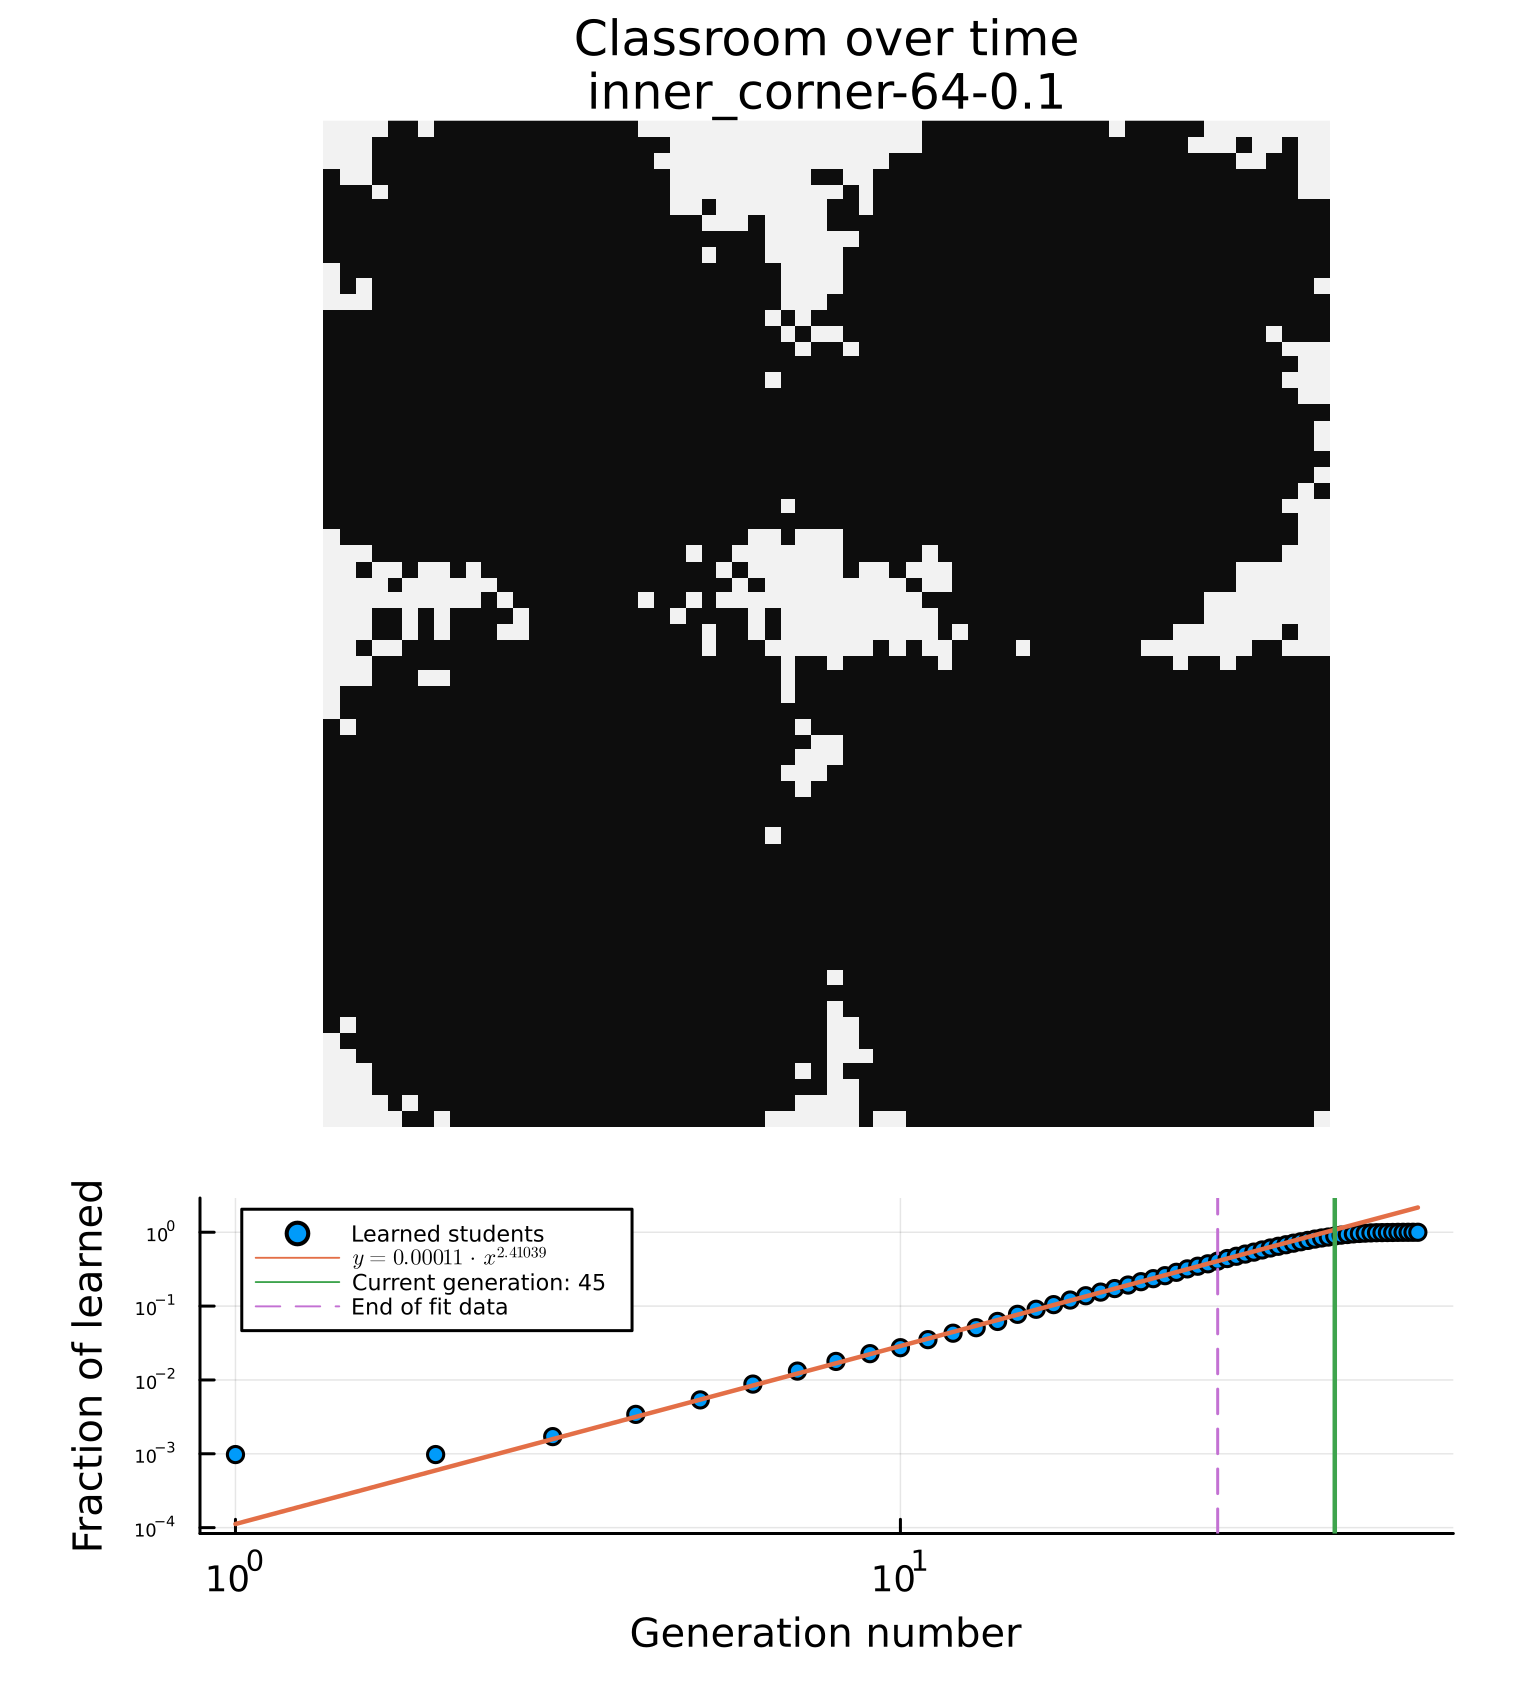 Classroom over time
inner_corner-64-0.1
Fraction of learned
10^0
10^−1
10^−2
10^−3
10^−4
Learned students
y = 0.00011 · x^2.41039
Current generation: 45
End of fit data
10^0
10^1
Generation number